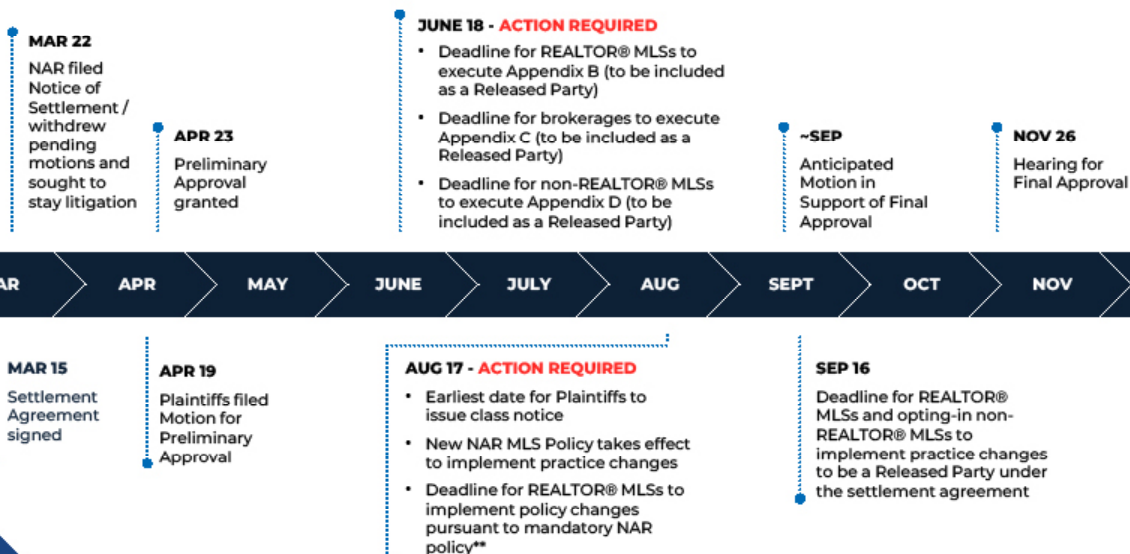 MAR 22
NAR filed
Notice of
Settlement /
withdrew
pending
motions and
sought to
stay litigation
APR 23
Preliminary
Approval
granted
JUNE 18 - ACTION REQUIRED
• Deadline for REALTOR® MLSs to
execute Appendix B (to be included
as a Released Party)
• Deadline for brokerages to execute
Appendix C (to be included as a
Released Party)
• Deadline for non-REALTOR® MLSs
to execute Appendix D (to be
included as a Released Party)
~SEP
Anticipated
Motion in
Support of Final
Approval
NOV 26
Hearing for
Final Approval
AR APR MAY JUNE JULY AUG SEPT OCT NOV
MAR 15
Settlement
Agreement
signed
APR 19
Plaintiffs filed
Motion for
Preliminary
Approval
AUG 17 - ACTION REQUIRED
• Earliest date for Plaintiffs to
issue class notice
• New NAR MLS Policy takes effect
to implement practice changes
• Deadline for REALTOR® MLSs to
implement policy changes
pursuant to mandatory NAR
policy**
SEP 16
Deadline for REALTOR®
MLSs and opting-in non-
REALTOR® MLSs to
implement practice changes
to be a Released Party under
the settlement agreement